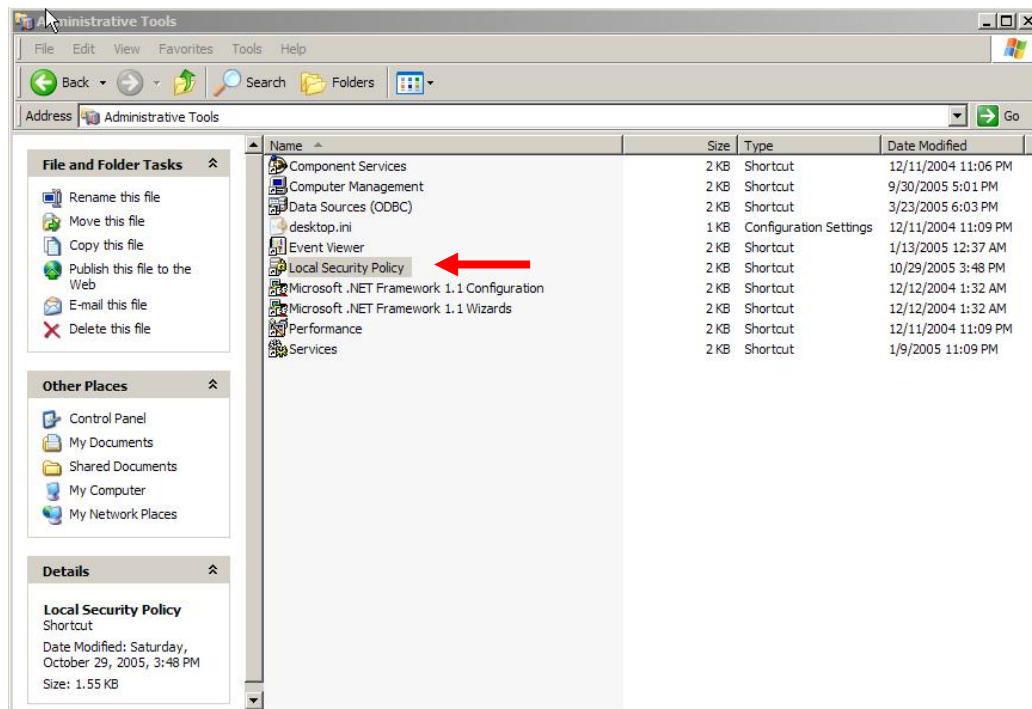 Administrative Tools
File Edit View Favorites Tools Help
Back Search Folders
Address Administrative Tools Go
File and Folder Tasks
Rename this file
Move this file
Copy this file
Publish this file to the
Web
E-mail this file
Delete this file
Other Places
Control Panel
My Documents
Shared Documents
My Computer
My Network Places
Details
Local Security Policy
Shortcut
Date Modified: Saturday,
October 29, 2005, 3:48 PM
Size: 1.55 KB
Name Size Type Date Modified
Component Services 2 KB Shortcut 12/11/2004 11:06 PM
Computer Management 2 KB Shortcut 9/30/2005 5:01 PM
Data Sources (ODBC) 2 KB Shortcut 3/23/2005 6:03 PM
desktop.ini 1 KB Configuration Settings 12/11/2004 11:09 PM
Event Viewer 2 KB Shortcut 1/13/2005 12:37 AM
Local Security Policy 2 KB Shortcut 10/29/2005 3:48 PM
Microsoft .NET Framework 1.1 Configuration 2 KB Shortcut 12/12/2004 1:32 AM
Microsoft .NET Framework 1.1 Wizards 2 KB Shortcut 12/12/2004 1:32 AM
Performance 2 KB Shortcut 12/11/2004 11:09 PM
Services 2 KB Shortcut 1/9/2005 11:09 PM